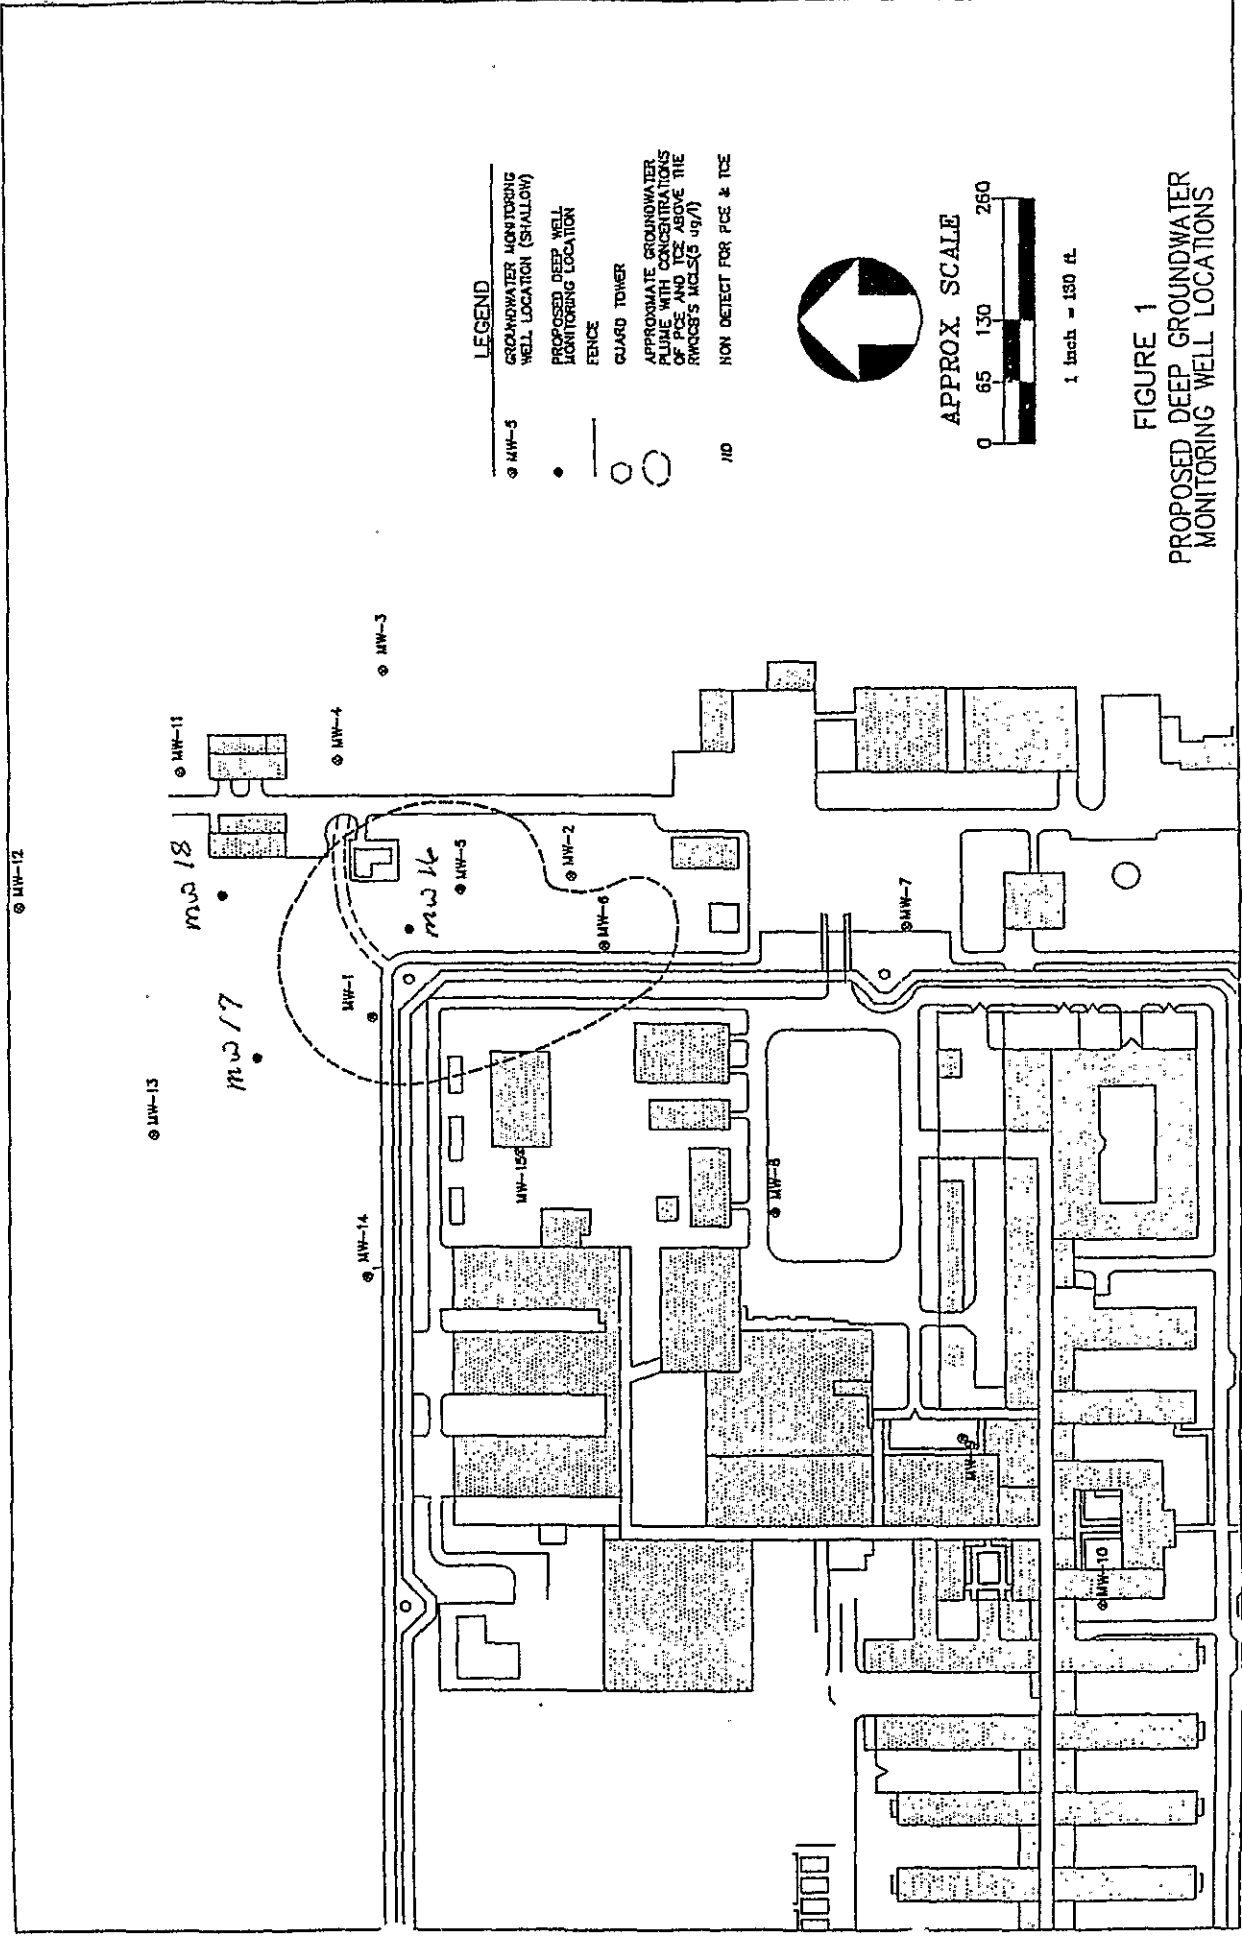 MW-12
MW-11
mw 18
MW-4
MW-3
MW-13
mw 17
MW-1
mw 16
MW-5
MW-2
MW-6
MW-14
MW-15
MW-7
MW-8
MW-10
LEGEND
MW-5
GROUNDWATER MONITORING
WELL LOCATION (SHALLOW)
PROPOSED DEEP WELL
MONITORING LOCATION
FENCE
GUARD TOWER
APPROXIMATE GROUNDWATER
PLUME WITH CONCENTRATIONS
OF PCE AND TCE ABOVE THE
RWQCB'S MCLS(5 ug/l)
ND
NON DETECT FOR PCE & TCE
APPROX SCALE
0 65 130 260
1 inch = 130 ft.
FIGURE 1
PROPOSED DEEP GROUNDWATER
MONITORING WELL LOCATIONS